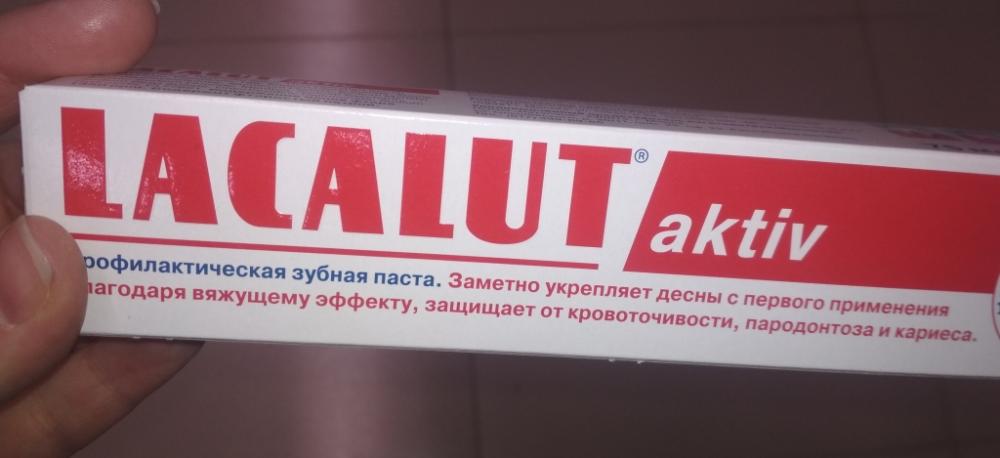 LACALUT® aktiv
рофилактическая зубная паста. Заметно укрепляет десны с первого применения
лагодаря вяжущему эффекту, защищает от кровоточивости, пародонтоза и кариеса.